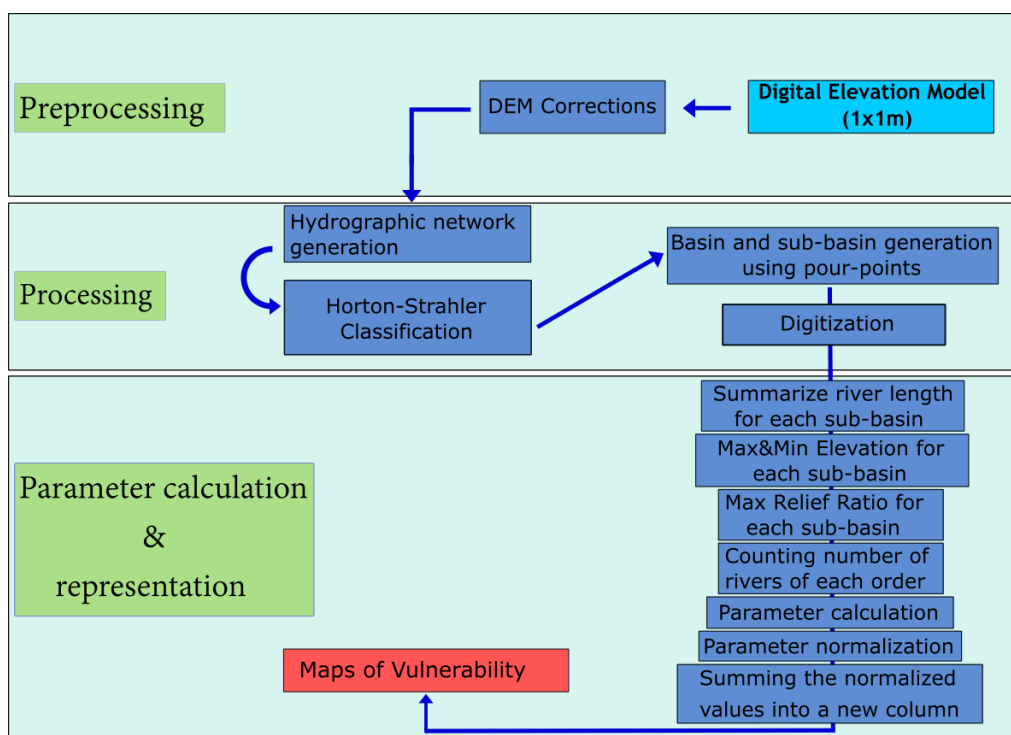 Preprocessing
DEM Corrections
Digital Elevation Model
(1x1m)
Processing
Hydrographic network
generation
Horton-Strahler
Classification
Basin and sub-basin generation
using pour-points
Digitization
Parameter calculation
&
representation
Summarize river length
for each sub-basin
Max&Min Elevation for
each sub-basin
Max Relief Ratio for
each sub-basin
Counting number of
rivers of each order
Parameter calculation
Parameter normalization
Summing the normalized
values into a new column
Maps of Vulnerability